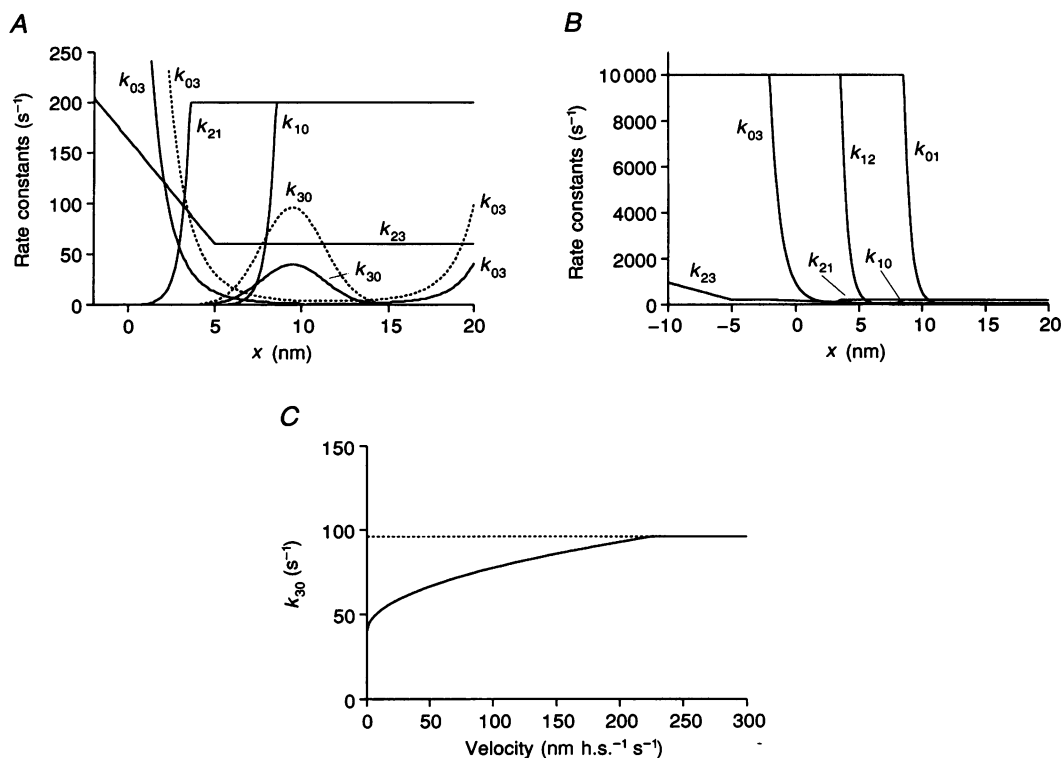 A
250
200
150
100
50
0
Rate constants (s⁻¹)
k03
k03
k21
k10
k30
k23
k03
k30
k03
0
5
10
15
20
x (nm)
B
10 000
8000
6000
4000
2000
0
Rate constants (s⁻¹)
k03
k12
k01
k23
k21
k10
−10
−5
0
5
10
15
20
x (nm)
C
150
100
50
0
k30 (s⁻¹)
0
50
100
150
200
250
300
Velocity (nm h.s.⁻¹ s⁻¹)